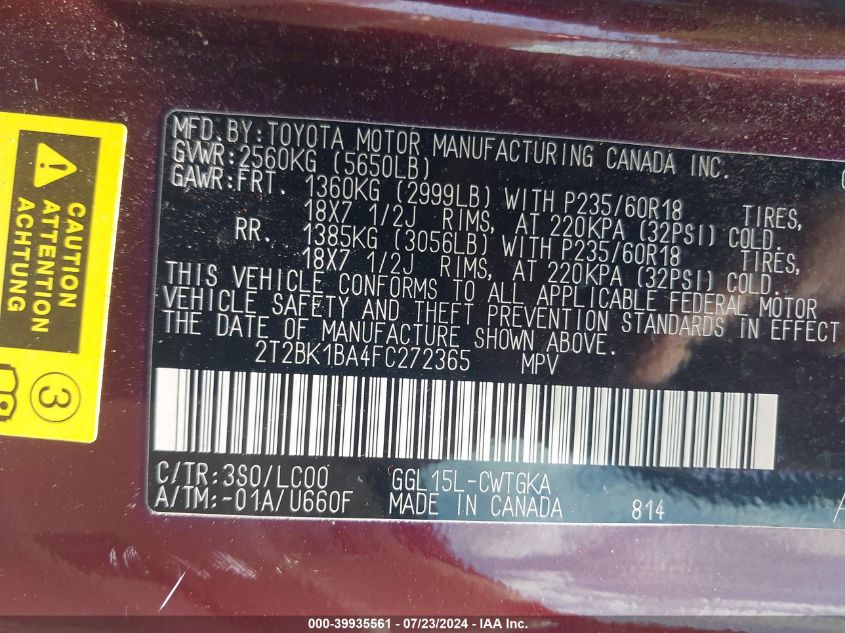 CAUTION
ATTENTION
ACHTUNG
3
MFD.BY:TOYOTA MOTOR MANUFACTURING CANADA INC.
GVWR:2560KG (5650LB)
GAWR:FRT. 1360KG (2999LB) WITH P235/60R18 TIRES,
18X7 1/2J RIMS, AT 220KPA (32PSI) COLD.
RR. 1385KG (3056LB) WITH P235/60R18 TIRES,
18X7 1/2J RIMS, AT 220KPA (32PSI) COLD.
THIS VEHICLE CONFORMS TO ALL APPLICABLE FEDERAL MOTOR
VEHICLE SAFETY AND THEFT PREVENTION STANDARDS IN EFFECT
THE DATE OF MANUFACTURE SHOWN ABOVE.
2T2BK1BA4FC272365 MPV
C/TR:3S0/LC00 GGL15L-CWTGKA
A/TM:-01A/U660F MADE IN CANADA 814
000-39935561 / 07/23/2024 / © IAA, Inc.